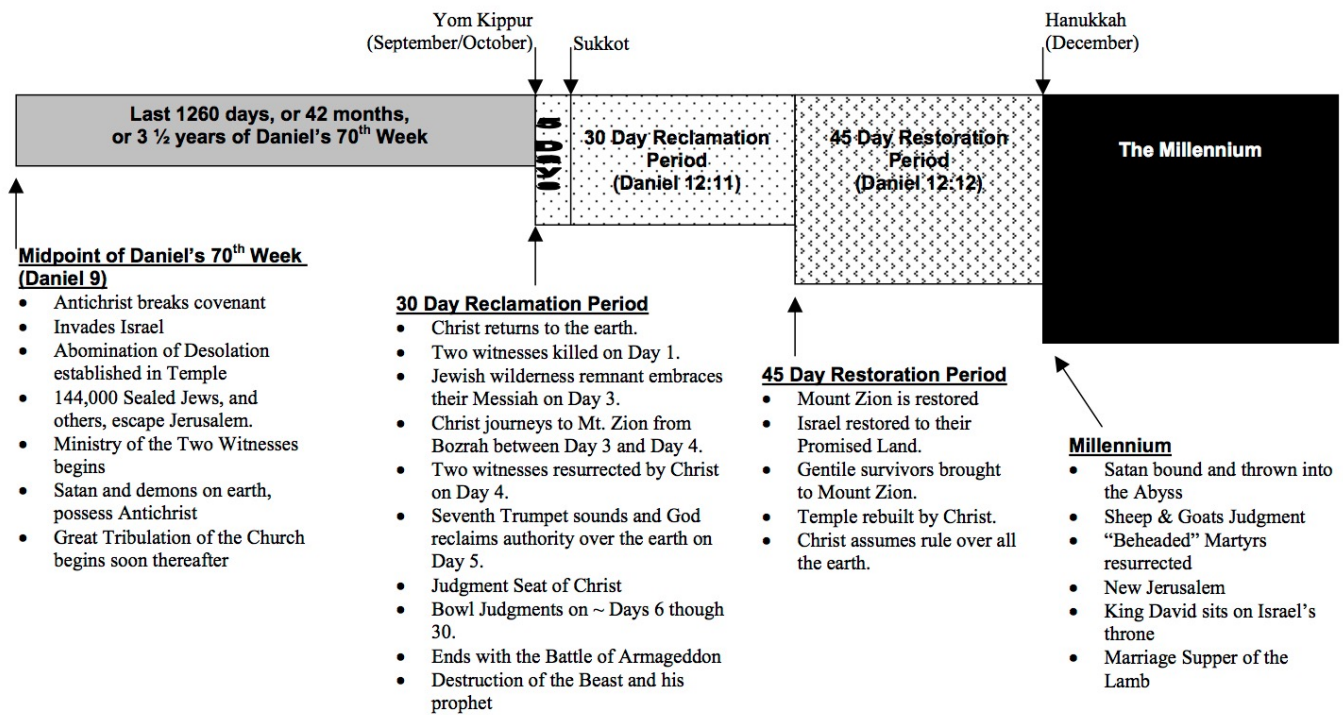 Yom Kippur
(September/October)
Sukkot
Hanukkah
(December)
Last 1260 days, or 42 months,
or 3 ½ years of Daniel's 70th Week
30 Day Reclamation
Period
(Daniel 12:11)
45 Day Restoration
Period
(Daniel 12:12)
The Millennium
Midpoint of Daniel's 70th Week
(Daniel 9)
• Antichrist breaks covenant
• Invades Israel
• Abomination of Desolation
established in Temple
• 144,000 Sealed Jews, and
others, escape Jerusalem.
• Ministry of the Two Witnesses
begins
• Satan and demons on earth,
possess Antichrist
• Great Tribulation of the Church
begins soon thereafter
30 Day Reclamation Period
• Christ returns to the earth.
• Two witnesses killed on Day 1.
• Jewish wilderness remnant embraces
their Messiah on Day 3.
• Christ journeys to Mt. Zion from
Bozrah between Day 3 and Day 4.
• Two witnesses resurrected by Christ
on Day 4.
• Seventh Trumpet sounds and God
reclaims authority over the earth on
Day 5.
• Judgment Seat of Christ
• Bowl Judgments on ~ Days 6 though
30.
• Ends with the Battle of Armageddon
• Destruction of the Beast and his
prophet
45 Day Restoration Period
• Mount Zion is restored
• Israel restored to their
Promised Land.
• Gentile survivors brought
to Mount Zion.
• Temple rebuilt by Christ.
• Christ assumes rule over all
the earth.
Millennium
• Satan bound and thrown into
the Abyss
• Sheep & Goats Judgment
• “Beheaded” Martyrs
resurrected
• New Jerusalem
• King David sits on Israel's
throne
• Marriage Supper of the
Lamb